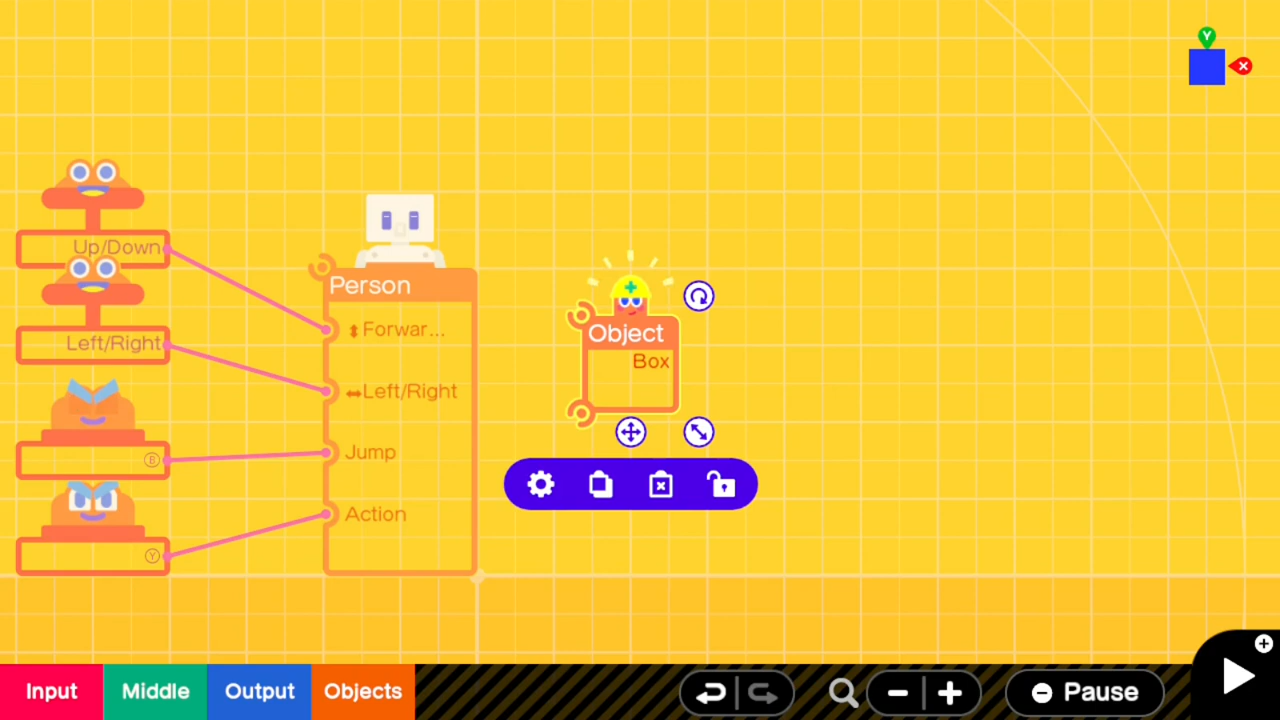 Y
X
Up/Down
Person
Forwar...
Left/Right
Left/Right
Jump
B
Action
Y
Object
Box
Input
Middle
Output
Objects
Pause